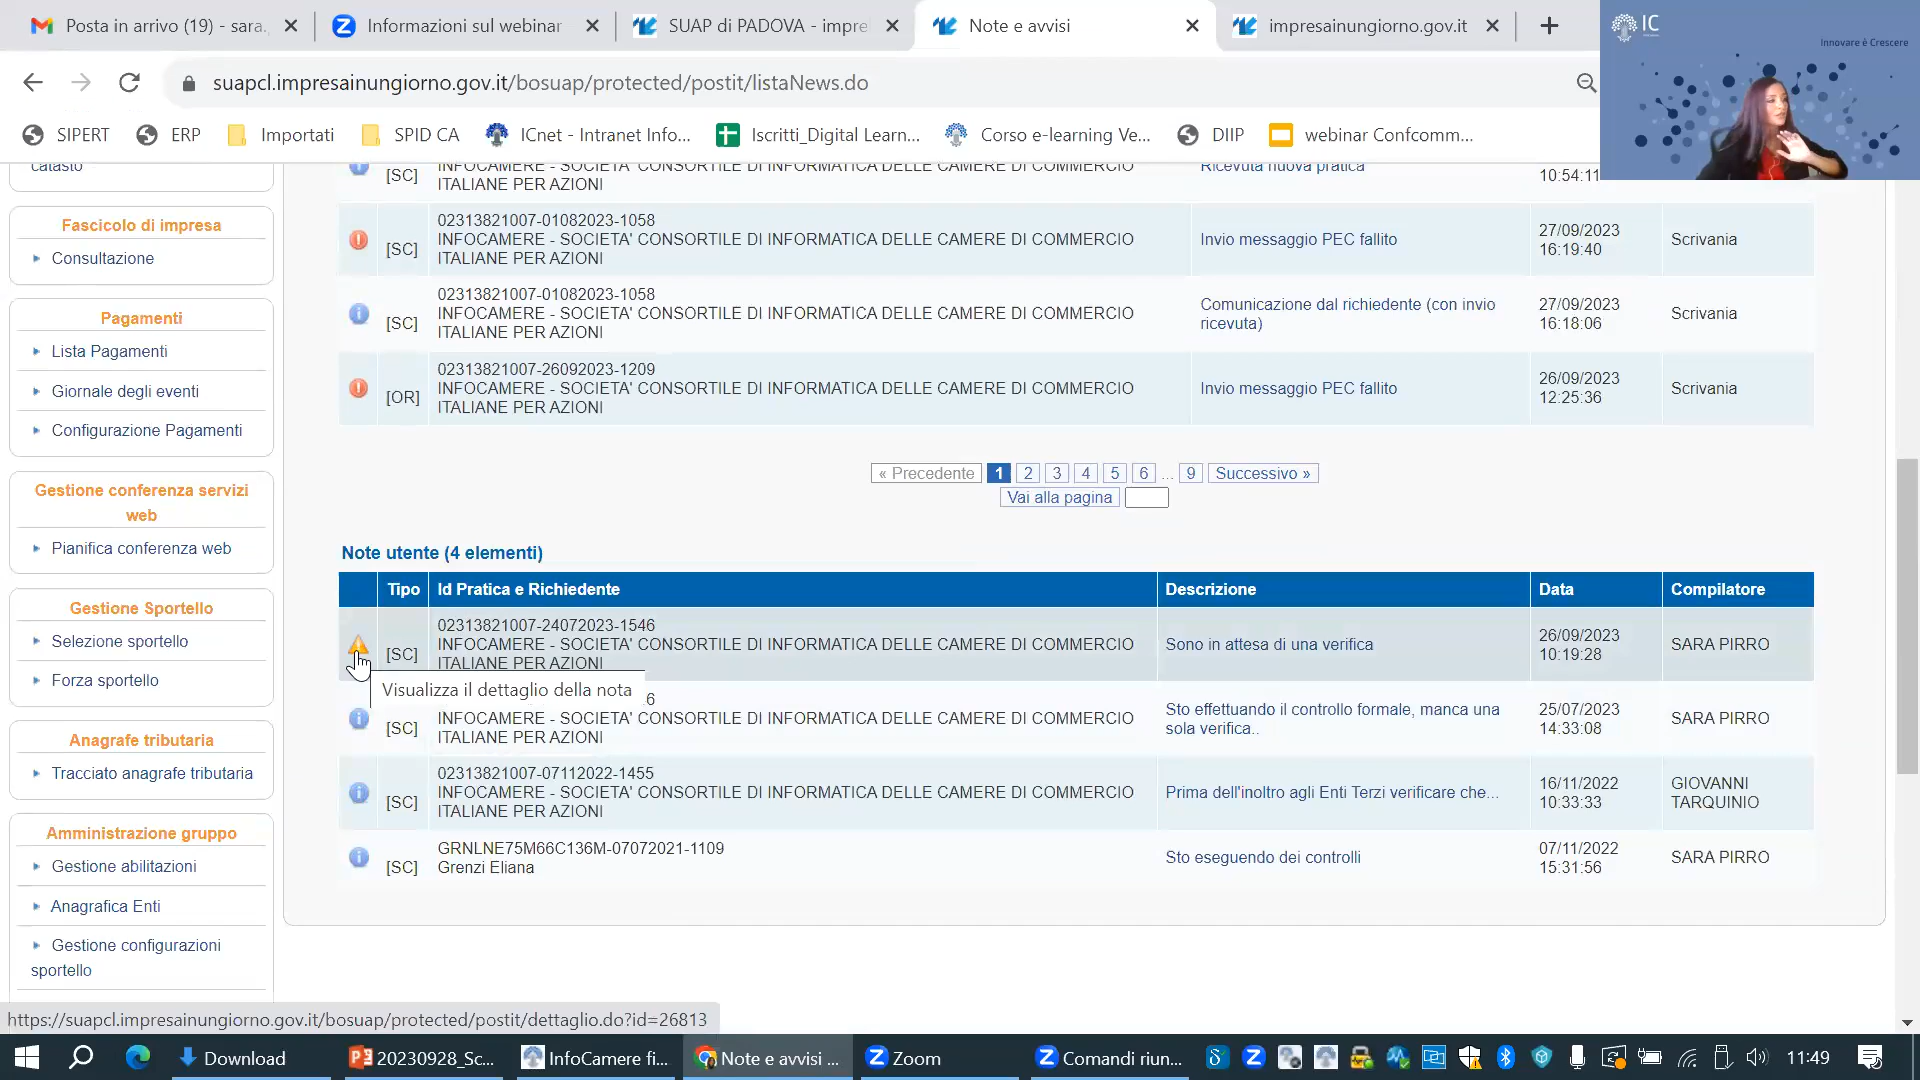 Posta in arrivo (19) - sara.
Informazioni sul webinar
SUAP di PADOVA - impre
Note e avvisi
impresainungiorno.gov.it
IC
Innovare è Crescere
suapcl.impresainungiorno.gov.it/bosuap/protected/postit/listaNews.do
SIPERT
ERP
Importati
SPID CA
ICnet - Intranet Info...
Iscritti_Digital Learn...
Corso e-learning Ve...
DIIP
webinar Confcomm...
catasto
Fascicolo di impresa
Consultazione
Pagamenti
Lista Pagamenti
Giornale degli eventi
Configurazione Pagamenti
Gestione conferenza servizi
web
Pianifica conferenza web
Gestione Sportello
Selezione sportello
Forza sportello
Anagrafe tributaria
Tracciato anagrafe tributaria
Amministrazione gruppo
Gestione abilitazioni
Anagrafica Enti
Gestione configurazioni
sportello
[SC]
INFOCAMERE - SOCIETA' CONSORTILE DI INFORMATICA DELLE CAMERE DI COMMERCIO
ITALIANE PER AZIONI
Ricevuta nuova pratica
10:54:11
[SC]
02313821007-01082023-1058
INFOCAMERE - SOCIETA' CONSORTILE DI INFORMATICA DELLE CAMERE DI COMMERCIO
ITALIANE PER AZIONI
Invio messaggio PEC fallito
27/09/2023
16:19:40
Scrivania
[SC]
02313821007-01082023-1058
INFOCAMERE - SOCIETA' CONSORTILE DI INFORMATICA DELLE CAMERE DI COMMERCIO
ITALIANE PER AZIONI
Comunicazione dal richiedente (con invio
ricevuta)
27/09/2023
16:18:06
Scrivania
[OR]
02313821007-26092023-1209
INFOCAMERE - SOCIETA' CONSORTILE DI INFORMATICA DELLE CAMERE DI COMMERCIO
ITALIANE PER AZIONI
Invio messaggio PEC fallito
26/09/2023
12:25:36
Scrivania
« Precedente 1 2 3 4 5 6 ... 9 Successivo »
Vai alla pagina
Note utente (4 elementi)
Tipo Id Pratica e Richiedente Descrizione Data Compilatore
[SC]
02313821007-24072023-1546
INFOCAMERE - SOCIETA' CONSORTILE DI INFORMATICA DELLE CAMERE DI COMMERCIO
ITALIANE PER AZIONI
Sono in attesa di una verifica
26/09/2023
10:19:28
SARA PIRRO
Visualizza il dettaglio della nota
6
[SC]
INFOCAMERE - SOCIETA' CONSORTILE DI INFORMATICA DELLE CAMERE DI COMMERCIO
ITALIANE PER AZIONI
Sto effettuando il controllo formale, manca una
sola verifica..
25/07/2023
14:33:08
SARA PIRRO
[SC]
02313821007-07112022-1455
INFOCAMERE - SOCIETA' CONSORTILE DI INFORMATICA DELLE CAMERE DI COMMERCIO
ITALIANE PER AZIONI
Prima dell'inoltro agli Enti Terzi verificare che...
16/11/2022
10:33:33
GIOVANNI
TARQUINIO
[SC]
GRNLNE75M66C136M-07072021-1109
Grenzi Eliana
Sto eseguendo dei controlli
07/11/2022
15:31:56
SARA PIRRO
https://suapcl.impresainungiorno.gov.it/bosuap/protected/postit/dettaglio.do?id=26813
Download
20230928_Sc...
InfoCamere fi...
Note e avvisi ...
Zoom
Comandi riun...
11:49